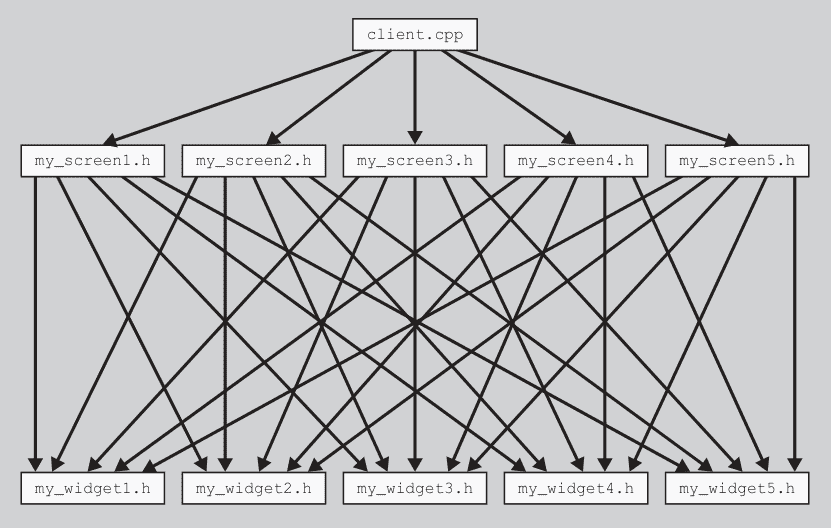 client.cpp
my_screen1.h my_screen2.h my_screen3.h my_screen4.h my_screen5.h
my_widget1.h my_widget2.h my_widget3.h my_widget4.h my_widget5.h